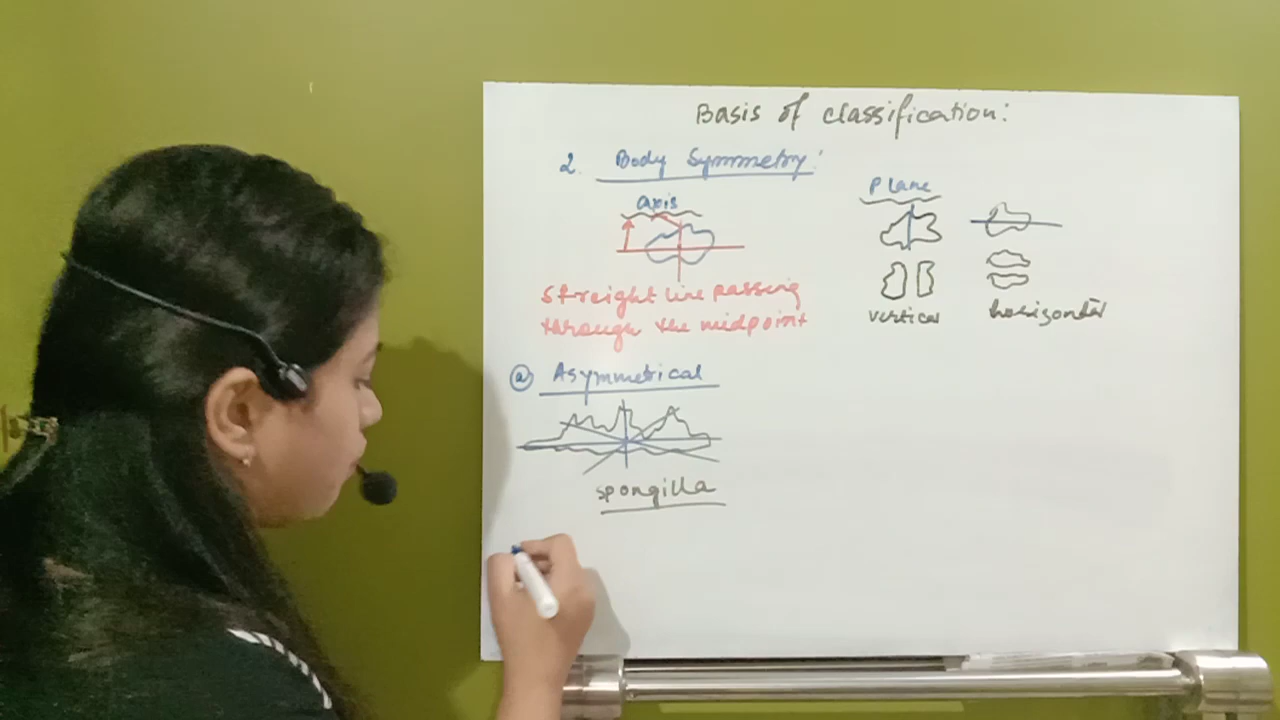 Basis of classification:
2. Body Symmetry:
axis
straight line passing
through the midpoint
Plane
vertical
horizontal
(a) Asymmetrical
spongilla